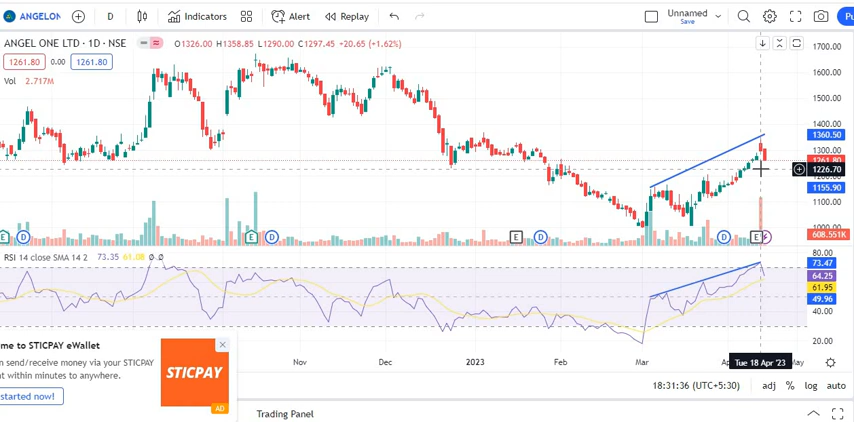 ANGELON
D
Indicators
Alert
Replay
Unnamed
Save
Pu
ANGEL ONE LTD · 1D · NSE
O1326.00 H1358.85 L1290.00 C1297.45 +20.65 (+1.62%)
1261.80
0.00
1261.80
Vol 2.717M
1700.00
1600.00
1500.00
1400.00
1360.50
1300.00
1261.80
1226.70
1155.90
1100.00
1000.00
608.551K
E
D
E
D
E
D
D
E
RSI 14 close SMA 14 2 73.35 61.08 Ø Ø
80.00
73.47
64.25
61.95
49.96
40.00
20.00
me to STICPAY eWallet
n send/receive money via your STICPAY
t within minutes to anywhere.
started now!
STICPAY
AD
Nov
Dec
2023
Feb
Mar
Ap
Tue 18 Apr '23
May
18:31:36 (UTC+5:30)
adj
%
log
auto
Trading Panel